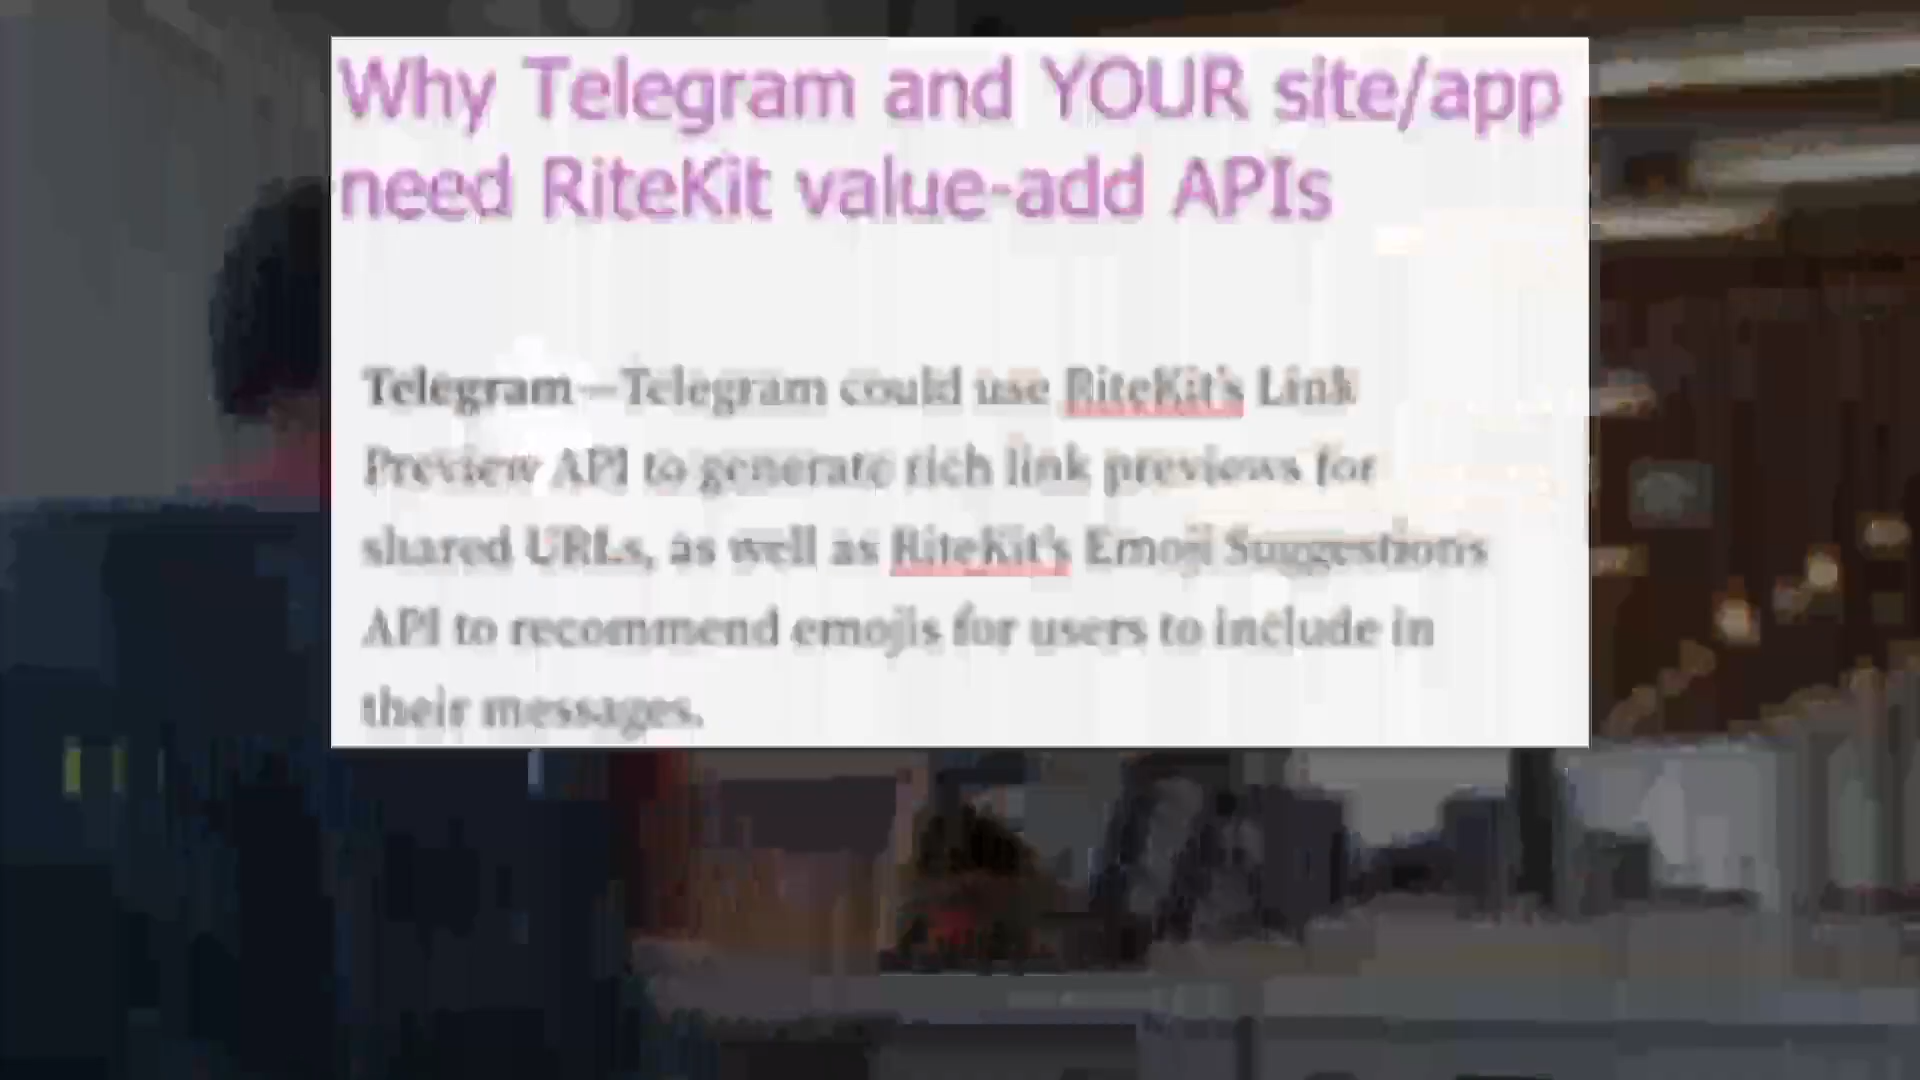 Why Telegram and YOUR site/app
need RiteKit value-add APIs
Telegram—Telegram could use RiteKit's Link
Preview API to generate rich link previews for
shared URLs, as well as RiteKit's Emoji Suggestions
API to recommend emojis for users to include in
their messages.